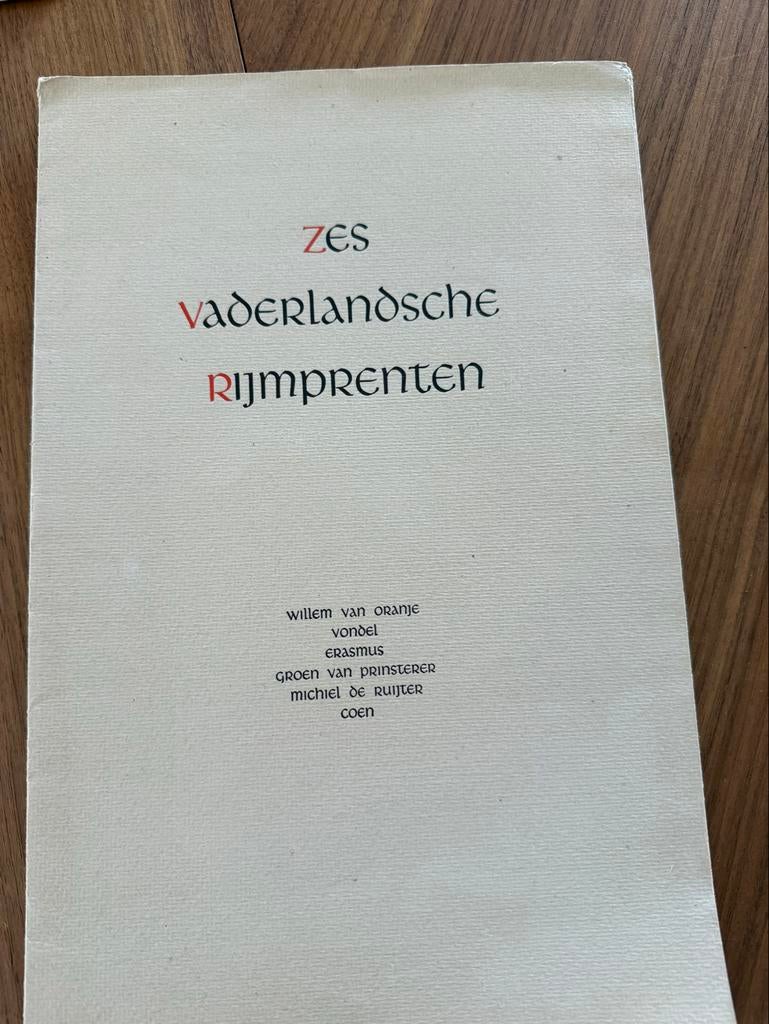 Zes
Vaderlandsche
Rijmprenten
willem van oranje
vondel
erasmus
groen van prinsterer
michiel de ruijter
coen